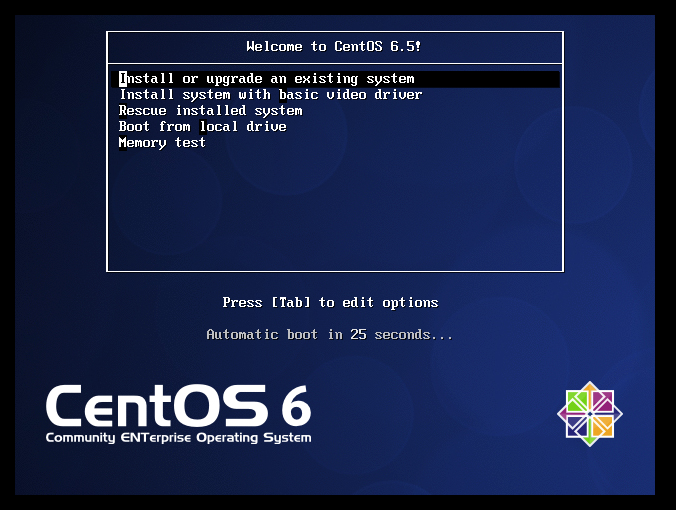 Welcome to CentOS 6.5!
Install or upgrade an existing system
Install system with basic video driver
Rescue installed system
Boot from local drive
Memory test
Press [Tab] to edit options
Automatic boot in 25 seconds...
CentOS 6
Community ENTerprise Operating System